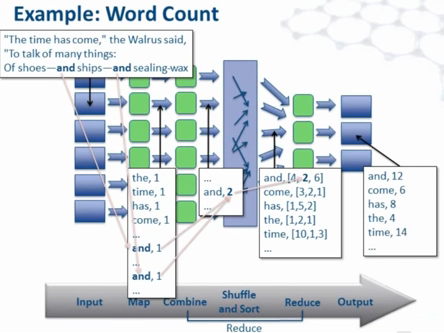 Example: Word Count
"The time has come," the Walrus said,
"To talk of many things:
Of shoes—and ships—and sealing-wax
the, 1
time, 1
has, 1
come, 1
...
and, 1
...
and, 1
...
...
and, 2
...
and, [4, 2, 6]
come, [3,2,1]
has, [1,5,2]
the, [1,2,1]
time, [10,1,3]
...
and, 12
come, 6
has, 8
the, 4
time, 14
...
Input
Map
Combine
Shuffle
and Sort
Reduce
Output
Reduce